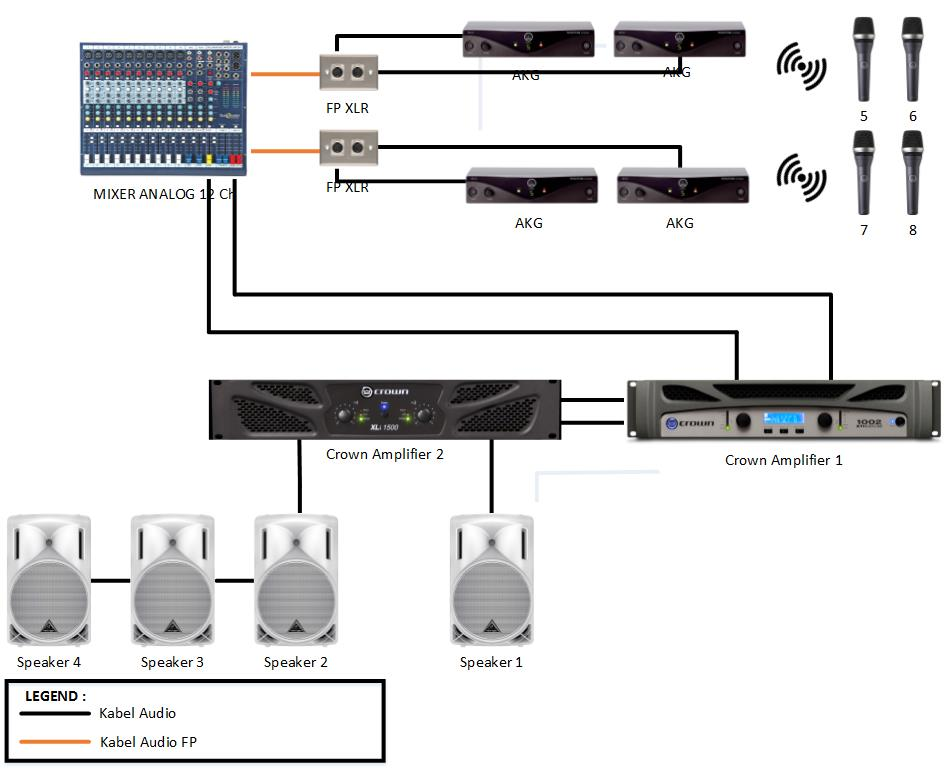 AKG
AKG
FP XLR
5
6
FP XLR
MIXER ANALOG 12 Ch
AKG
AKG
7
8
crown
XLi 1500
Crown Amplifier 2
crown
1002
Crown Amplifier 1
Speaker 4
Speaker 3
Speaker 2
Speaker 1
LEGEND :
Kabel Audio
Kabel Audio FP